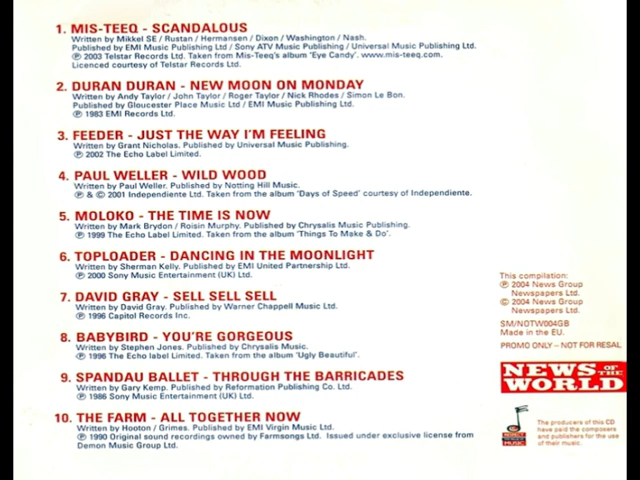 1. MIS-TEEQ - SCANDALOUS
Written by Mikkel SE / Rustan / Hermansen / Dixon / Washington / Nash.
Published by EMI Music Publishing Ltd / Sony ATV Music Publishing / Universal Music Publishing Ltd.
℗ 2003 Telstar Records Ltd. Taken from Mis-Teeq's album 'Eye Candy'. www.mis-teeq.com.
Licenced courtesy of Telstar Records Ltd.
2. DURAN DURAN - NEW MOON ON MONDAY
Written by Andy Taylor / John Taylor / Roger Taylor / Nick Rhodes / Simon Le Bon.
Published by Gloucester Place Music Ltd / EMI Music Publishing Ltd.
℗ 1983 EMI Records Ltd.
3. FEEDER - JUST THE WAY I'M FEELING
Written by Grant Nicholas. Published by Universal Music Publishing.
℗ 2002 The Echo Label Limited.
4. PAUL WELLER - WILD WOOD
Written by Paul Weller. Published by Notting Hill Music.
℗ & © 2001 Independiente Ltd. Taken from the album 'Days of Speed' courtesy of Independiente.
5. MOLOKO - THE TIME IS NOW
Written by Mark Brydon / Roisin Murphy. Published by Chrysalis Music Publishing.
℗ 1999 The Echo Label Limited. Taken from the album 'Things To Make & Do'.
6. TOPLOADER - DANCING IN THE MOONLIGHT
Written by Sherman Kelly. Published by EMI United Partnership Ltd.
℗ 2000 Sony Music Entertainment (UK) Ltd.
7. DAVID GRAY - SELL SELL SELL
Written by David Gray. Published by Warner Chappell Music Ltd.
℗ 1996 Capitol Records Inc.
8. BABYBIRD - YOU'RE GORGEOUS
Written by Stephen Jones. Published by Chrysalis Music.
℗ 1996 The Echo label Limited. Taken from the album 'Ugly Beautiful'.
9. SPANDAU BALLET - THROUGH THE BARRICADES
Written by Gary Kemp. Published by Reformation Publishing Co. Ltd.
℗ 1986 Sony Music Entertainment (UK) Ltd.
10. THE FARM - ALL TOGETHER NOW
Written by Hooton / Grimes. Published by EMI Virgin Music Ltd.
℗ 1990 Original sound recordings owned by Farmsongs Ltd. Issued under exclusive license from
Demon Music Group Ltd.
This compilation:
℗ 2004 News Group
Newspapers Ltd.
© 2004 News Group
Newspapers Ltd.
SM/NOTW004GB
Made in the EU.
PROMO ONLY – NOT FOR RESAL
NEWS OF THE
WORLD
The producers of this CD
have paid the composers
and publishers for the use
of their music.